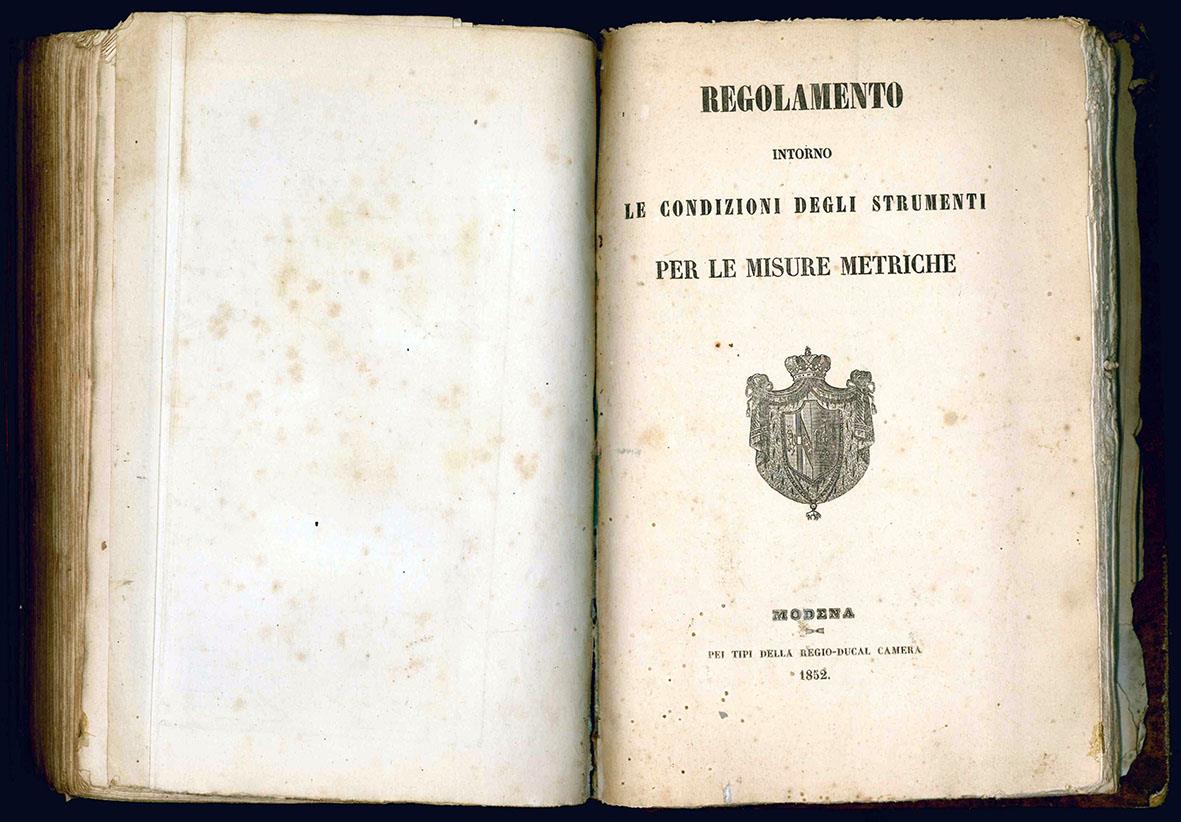 REGOLAMENTO
INTORNO
LE CONDIZIONI DEGLI STRUMENTI
PER LE MISURE METRICHE
MODENA
PEI TIPI DELLA REGIO-DUCAL CAMERA
1852.